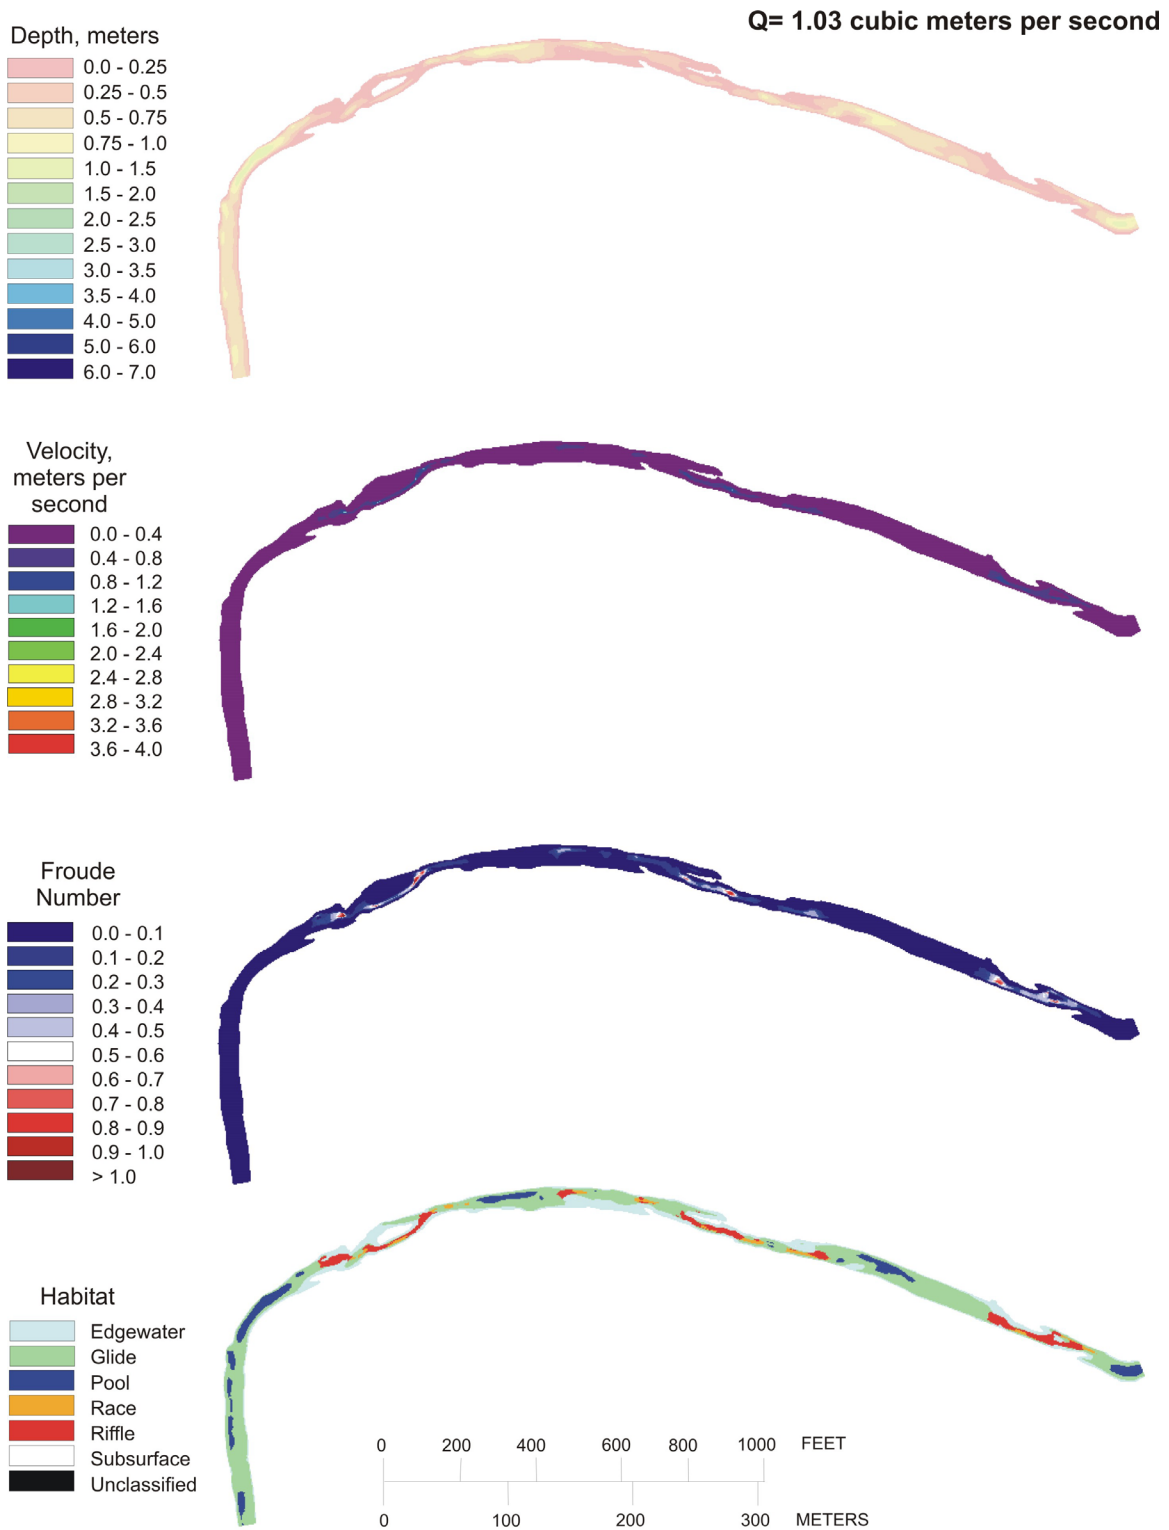 Q= 1.03 cubic meters per second
Depth, meters
0.0 - 0.25
0.25 - 0.5
0.5 - 0.75
0.75 - 1.0
1.0 - 1.5
1.5 - 2.0
2.0 - 2.5
2.5 - 3.0
3.0 - 3.5
3.5 - 4.0
4.0 - 5.0
5.0 - 6.0
6.0 - 7.0
Velocity,
meters per
second
0.0 - 0.4
0.4 - 0.8
0.8 - 1.2
1.2 - 1.6
1.6 - 2.0
2.0 - 2.4
2.4 - 2.8
2.8 - 3.2
3.2 - 3.6
3.6 - 4.0
Froude
Number
0.0 - 0.1
0.1 - 0.2
0.2 - 0.3
0.3 - 0.4
0.4 - 0.5
0.5 - 0.6
0.6 - 0.7
0.7 - 0.8
0.8 - 0.9
0.9 - 1.0
> 1.0
Habitat
Edgewater
Glide
Pool
Race
Riffle
Subsurface
Unclassified
0 200 400 600 800 1000 FEET
0 100 200 300 METERS